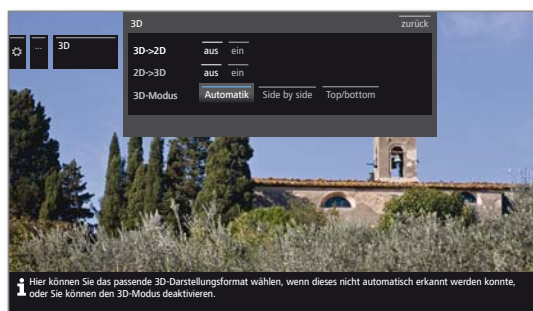 3D zurück
... 3D
3D->2D aus ein
2D->3D aus ein
3D-Modus Automatik Side by side Top/bottom
Hier können Sie das passende 3D-Darstellungsformat wählen, wenn dieses nicht automatisch erkannt werden konnte,
oder Sie können den 3D-Modus deaktivieren.